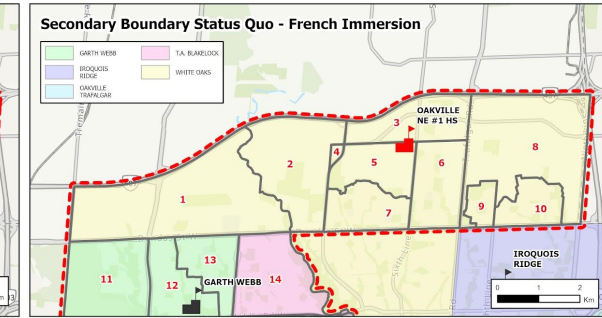 Secondary Boundary Status Quo - French Immersion
GARTH WEBB
T.A. BLAKELOCK
IROQUOIS
RIDGE
WHITE OAKS
OAKVILLE
TRAFALGAR
OAKVILLE
NE #1 HS
3
8
4
2
5
6
1
7
9
10
13
11
12
14
GARTH WEBB
IROQUOIS
RIDGE
Sixth Line
0 1 2
Km